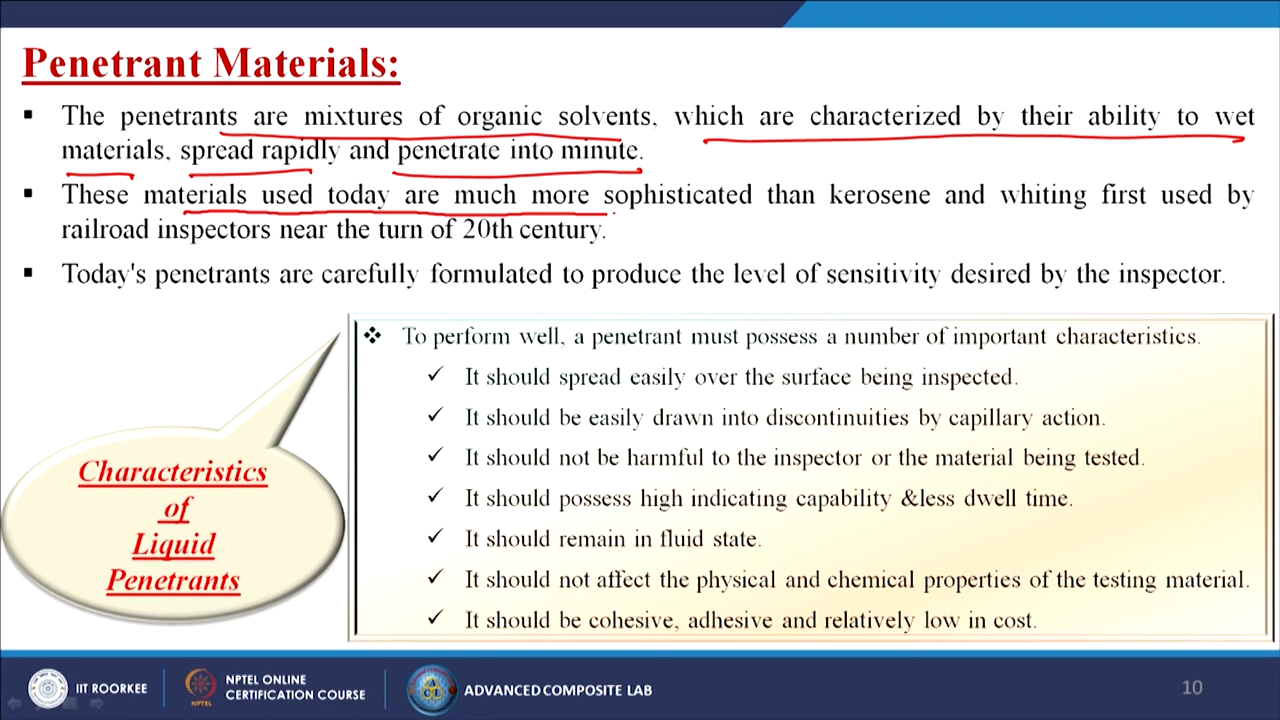 Penetrant Materials:
▪ The penetrants are mixtures of organic solvents, which are characterized by their ability to wet
materials, spread rapidly and penetrate into minute.
▪ These materials used today are much more sophisticated than kerosene and whiting first used by
railroad inspectors near the turn of 20th century.
▪ Today's penetrants are carefully formulated to produce the level of sensitivity desired by the inspector.
❖ To perform well, a penetrant must possess a number of important characteristics.
✓ It should spread easily over the surface being inspected.
✓ It should be easily drawn into discontinuities by capillary action.
✓ It should not be harmful to the inspector or the material being tested.
✓ It should possess high indicating capability &less dwell time.
✓ It should remain in fluid state.
✓ It should not affect the physical and chemical properties of the testing material.
✓ It should be cohesive, adhesive and relatively low in cost.
Characteristics
of
Liquid
Penetrants
IIT ROORKEE
NPTEL
NPTEL ONLINE
CERTIFICATION COURSE
ADVANCED COMPOSITE LAB
10